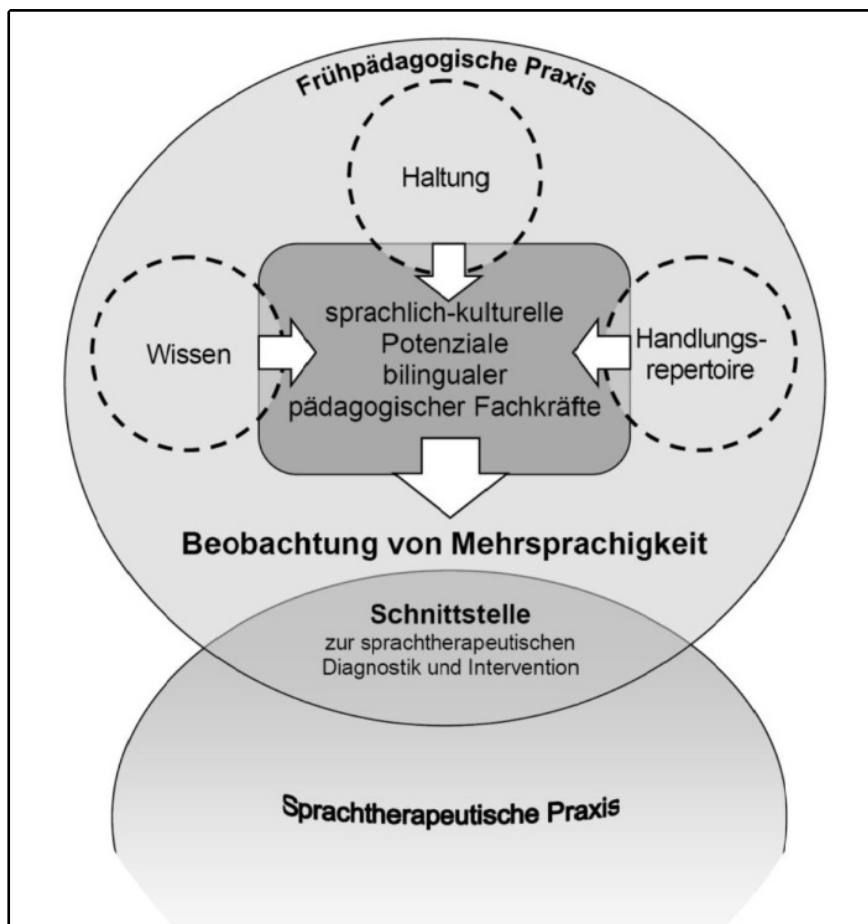 Frühpädagogische Praxis
Haltung
Wissen
sprachlich-kulturelle
Potenziale
bilingualer
pädagogischer Fachkräfte
Handlungs-
repertoire
Beobachtung von Mehrsprachigkeit
Schnittstelle
zur sprachtherapeutischen
Diagnostik und Intervention
Sprachtherapeutische Praxis